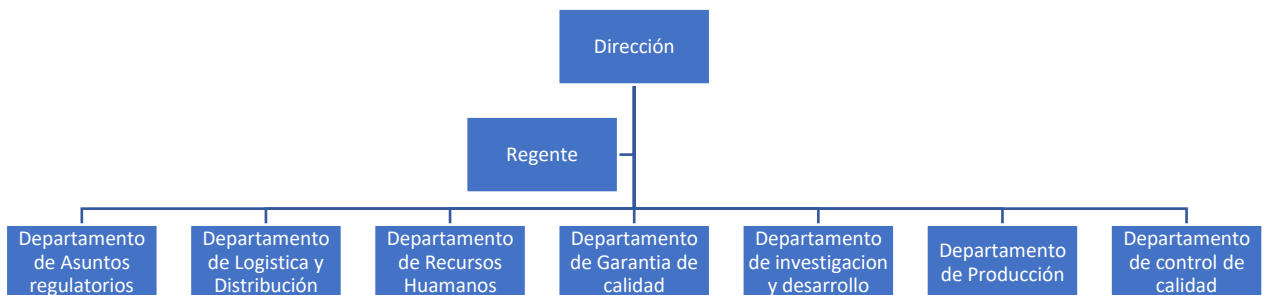 Dirección
Regente
Departamento
de Asuntos
regulatorios
Departamento
de Logistica y
Distribución
Departamento
de Recursos
Huamanos
Departamento
de Garantia de
calidad
Departamento
de investigacion
y desarrollo
Departamento
de Producción
Departamento
de control de
calidad